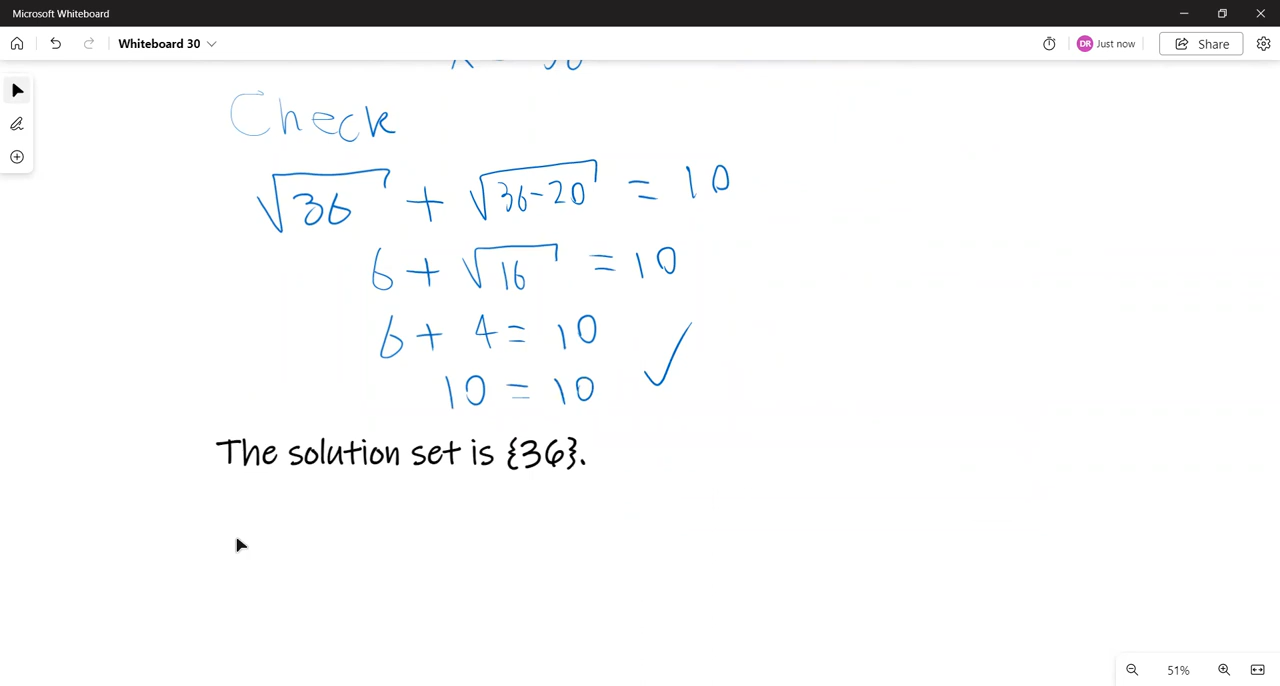 Microsoft Whiteboard
Whiteboard 30
DR Just now
Share
Check
√36 + √36-20 = 10
6 + √16 = 10
6 + 4 = 10
10 = 10 ✓
The solution set is {36}.
51%